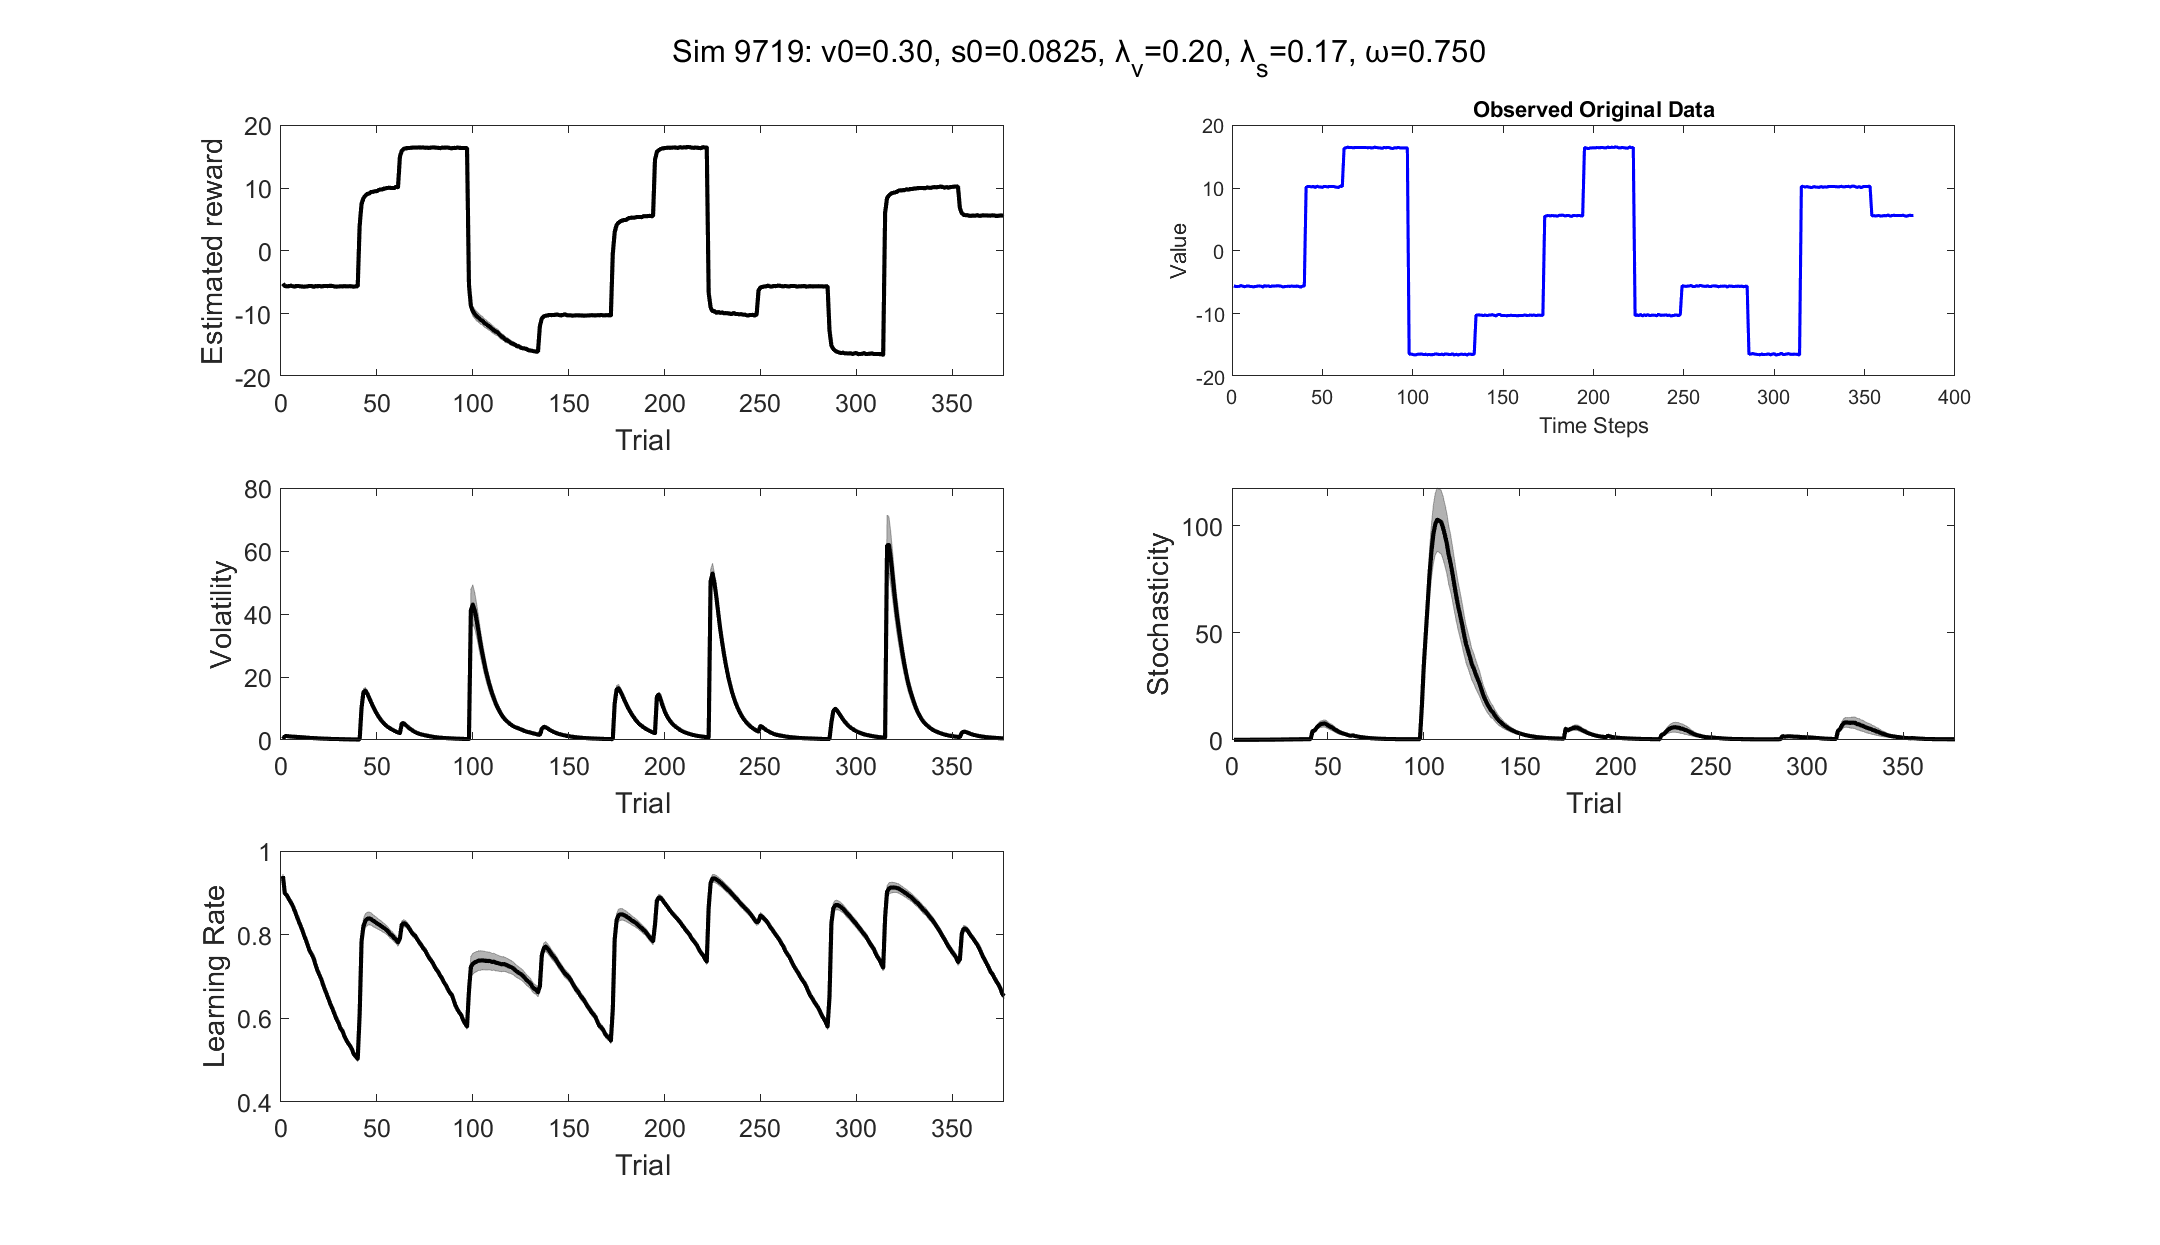 Sim 9719: v0=0.30, s0=0.0825, λ_v=0.20, λ_s=0.17, ω=0.750
20
10
0
-10
-20
Estimated reward
0 50 100 150 200 250 300 350
Trial
Observed Original Data
20
10
0
-10
-20
Value
0 50 100 150 200 250 300 350 400
Time Steps
80
60
40
20
0
Volatility
0 50 100 150 200 250 300 350
Trial
100
50
0
Stochasticity
0 50 100 150 200 250 300 350
Trial
1
0.8
0.6
0.4
Learning Rate
0 50 100 150 200 250 300 350
Trial